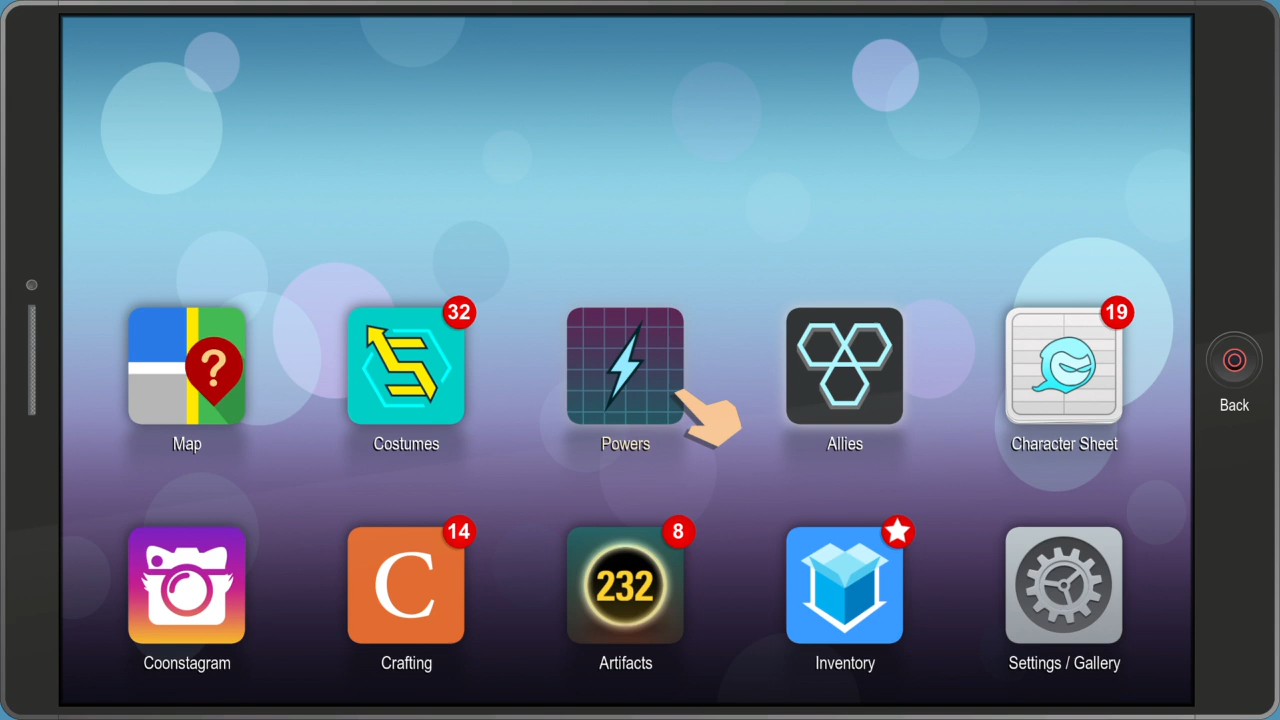 32
19
?
Map
Costumes
Powers
Allies
Character Sheet
Back
14
8
C
232
Coonstagram
Crafting
Artifacts
Inventory
Settings / Gallery